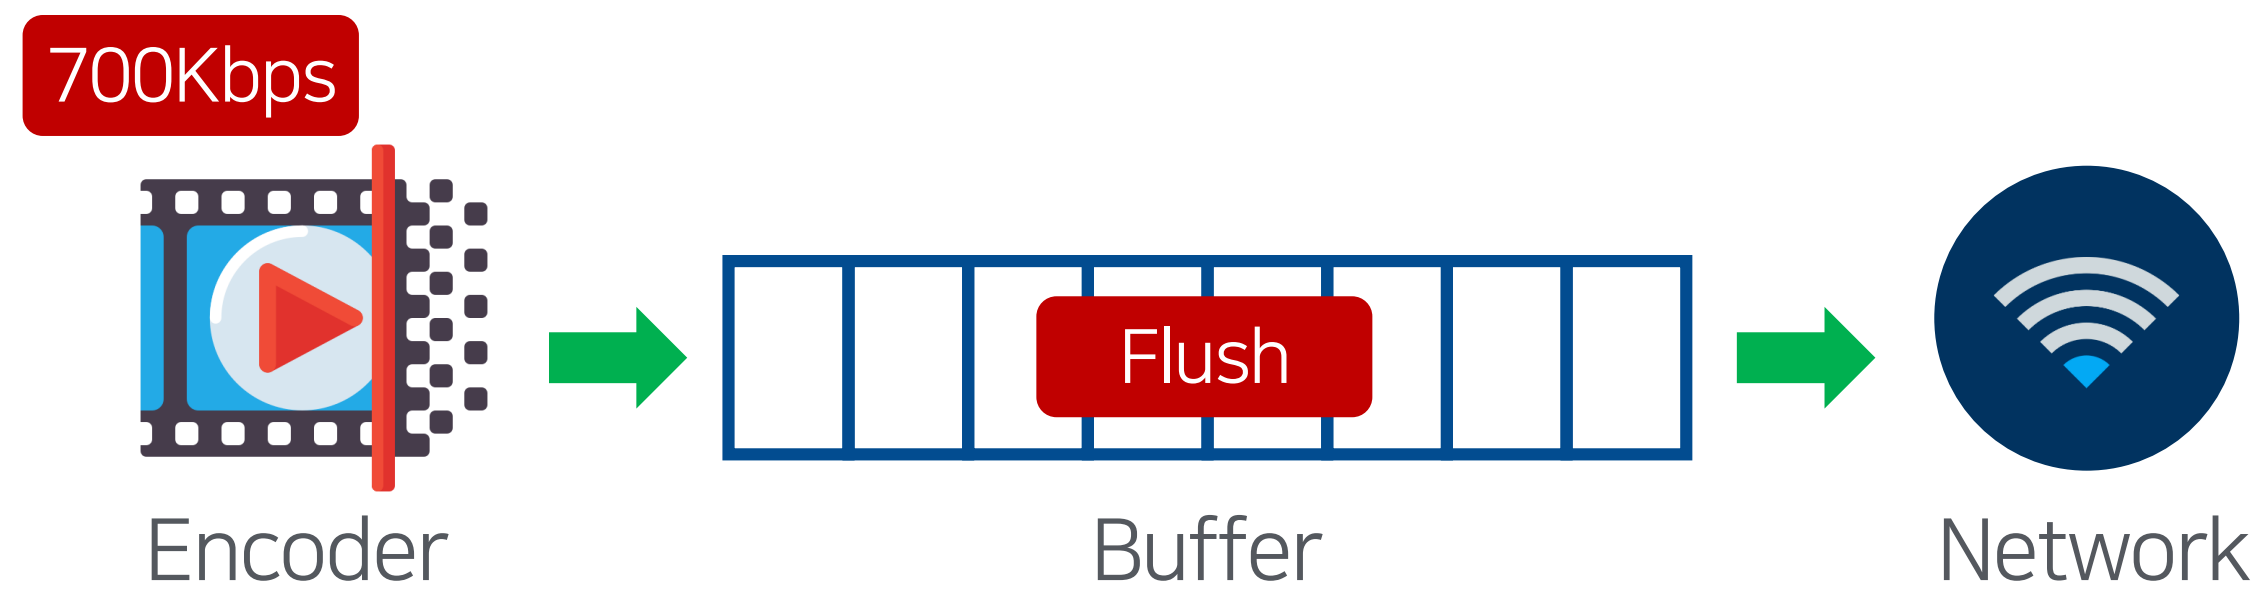 700Kbps
Flush
Encoder
Buffer
Network